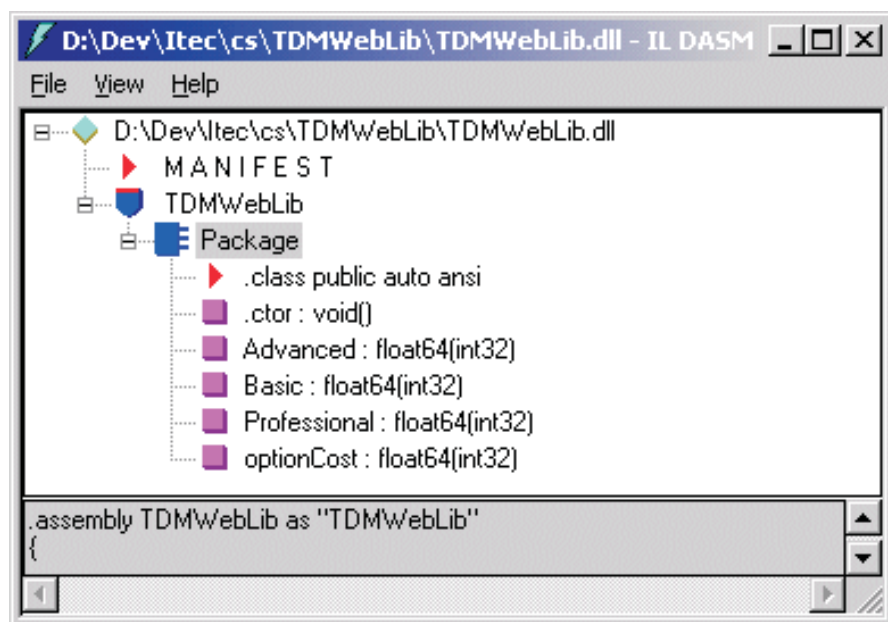 D:\Dev\Itec\cs\TDMWebLib\TDMWebLib.dll - IL DASM
File View Help
D:\Dev\Itec\cs\TDMWebLib\TDMWebLib.dll
M A N I F E S T
TDMWebLib
Package
.class public auto ansi
.ctor : void()
Advanced : float64(int32)
Basic : float64(int32)
Professional : float64(int32)
optionCost : float64(int32)
.assembly TDMWebLib as "TDMWebLib"
{